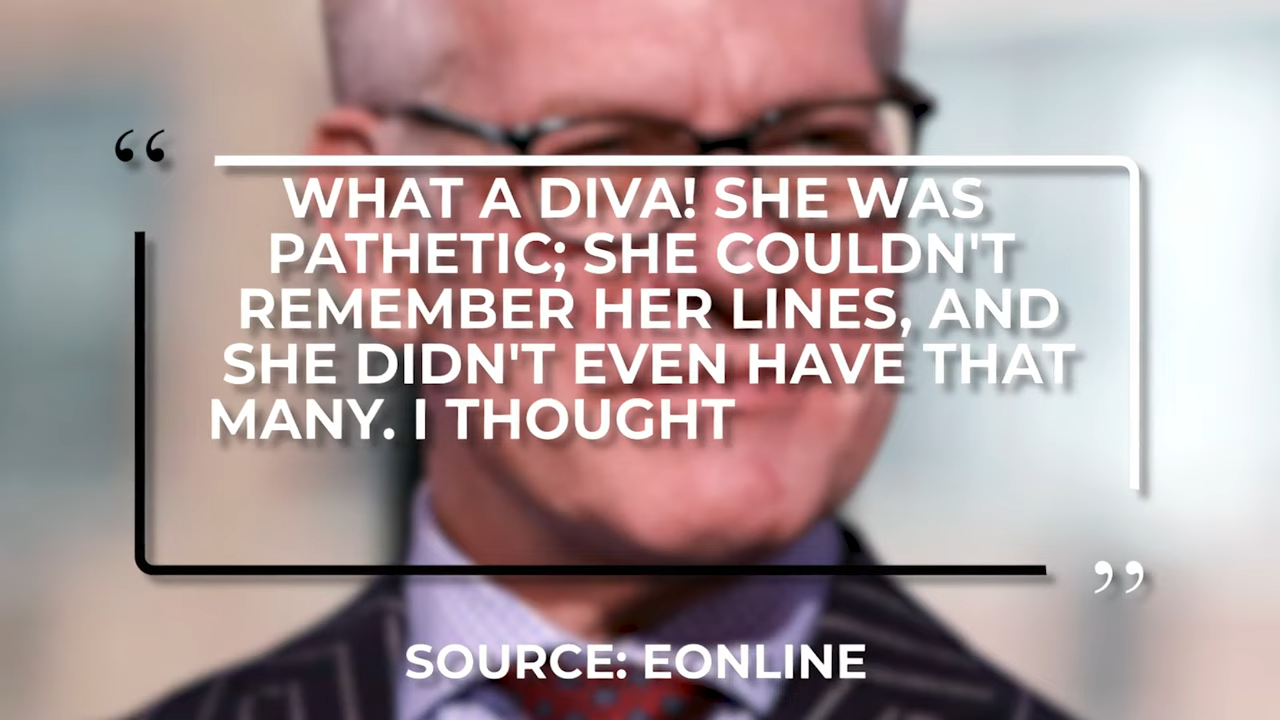 “
WHAT A DIVA! SHE WAS
PATHETIC; SHE COULDN'T
REMEMBER HER LINES, AND
SHE DIDN'T EVEN HAVE THAT
MANY. I THOUGHT
”
SOURCE: EONLINE